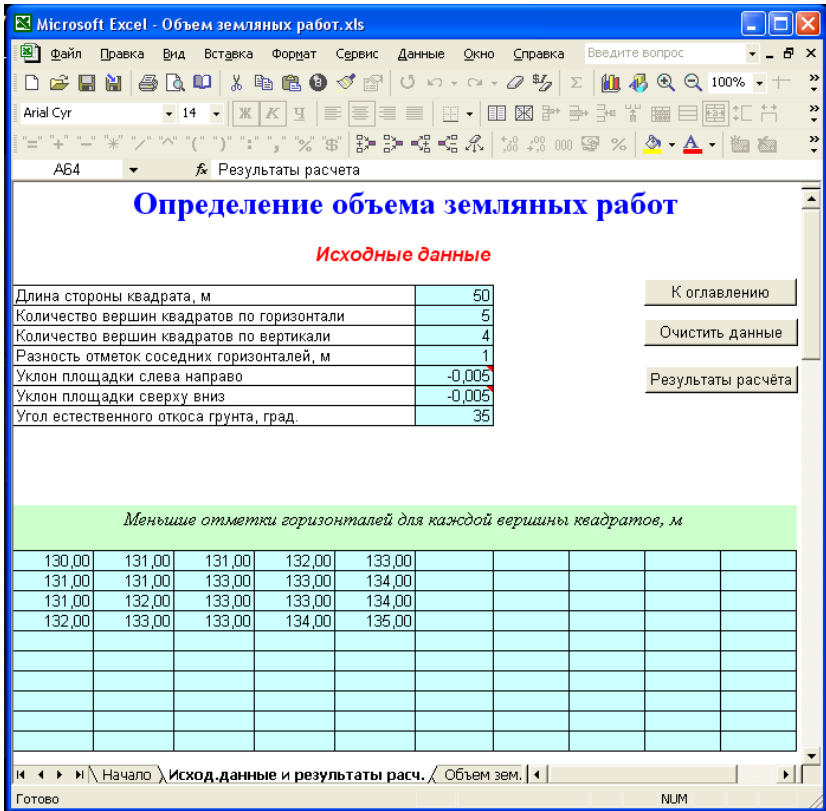 Microsoft Excel - Объем земляных работ.xls
Файл Правка Вид Вставка Формат Сервис Данные Окно Справка Введите вопрос
100%
Arial Cyr 14 Ж К Ч
"=" "+" "-" "*" "/" "^" "(" ")" ":" ";" "%" "$" ,00 000 %
A64 fx Результаты расчета
Определение объема земляных работ
Исходные данные
Длина стороны квадрата, м 50
К оглавлению
Количество вершин квадратов по горизонтали 5
Количество вершин квадратов по вертикали 4
Очистить данные
Разность отметок соседних горизонталей, м 1
Уклон площадки слева направо -0,005
Результаты расчёта
Уклон площадки сверху вниз -0,005
Угол естественного откоса грунта, град. 35
Меньшие отметки горизонталей для каждой вершины квадратов, м
130,00 131,00 131,00 132,00 133,00
131,00 131,00 133,00 133,00 134,00
131,00 132,00 133,00 133,00 134,00
132,00 133,00 133,00 134,00 135,00
Начало Исход.данные и результаты расч. Объем зем.
Готово NUM